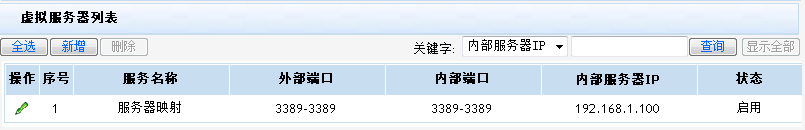 虚拟服务器列表
全选 新增 删除 关键字: 内部服务器IP 查询 显示全部
操作 序号 服务名称 外部端口 内部端口 内部服务器IP 状态
1 服务器映射 3389-3389 3389-3389 192.168.1.100 启用